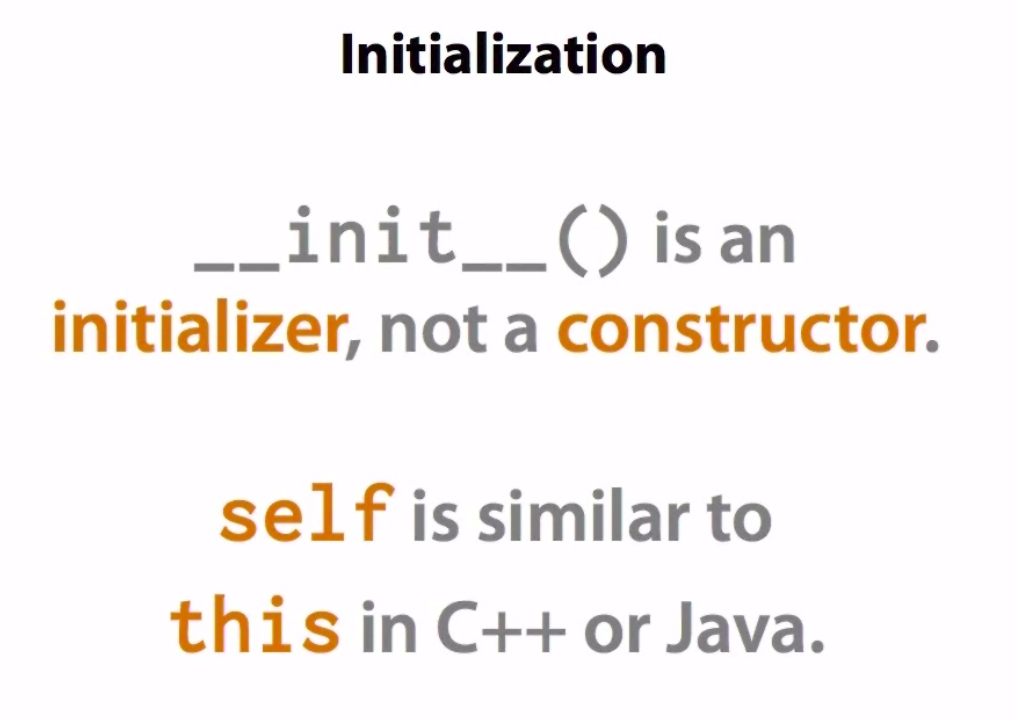 Initialization
__init__() is an
initializer, not a constructor.
self is similar to
this in C++ or Java.